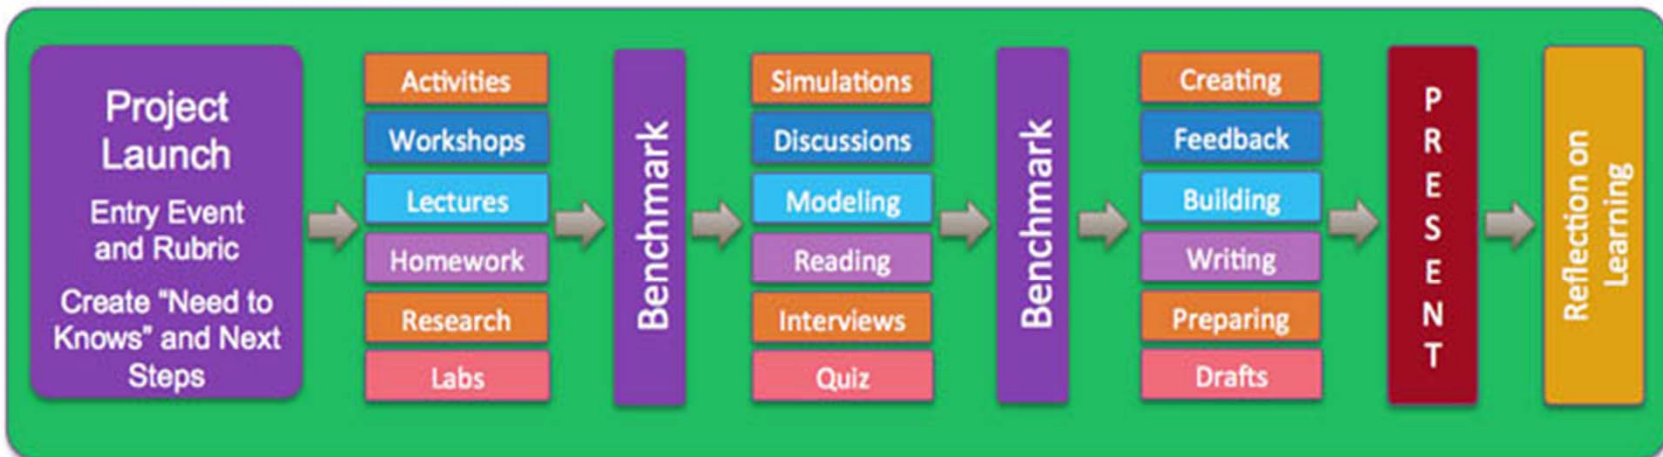 Project
Launch
Entry Event
and Rubric
Create “Need to
Knows” and Next
Steps
Activities
Workshops
Lectures
Homework
Research
Labs
Benchmark
Simulations
Discussions
Modeling
Reading
Interviews
Quiz
Benchmark
Creating
Feedback
Building
Writing
Preparing
Drafts
PRESENT
Reflection on
Learning